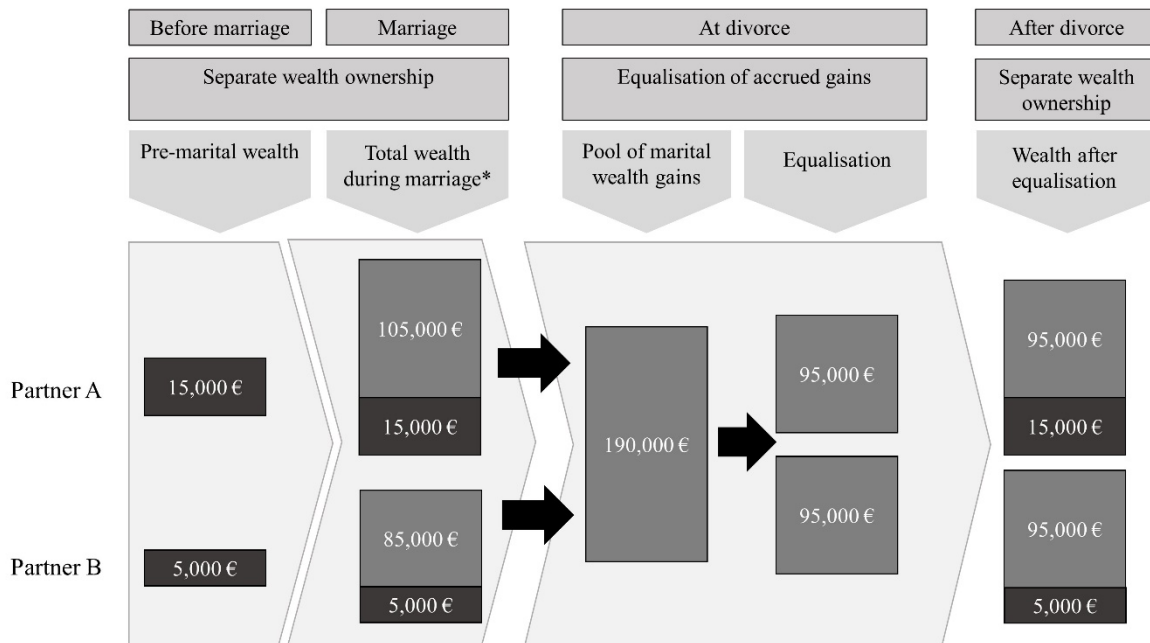 Before marriage
Marriage
At divorce
After divorce
Separate wealth ownership
Equalisation of accrued gains
Separate wealth
ownership
Pre-marital wealth
Total wealth
during marriage*
Pool of marital
wealth gains
Equalisation
Wealth after
equalisation
Partner A
15,000 €
105,000 €
15,000 €
190,000 €
95,000 €
95,000 €
15,000 €
Partner B
5,000 €
85,000 €
5,000 €
95,000 €
95,000 €
5,000 €